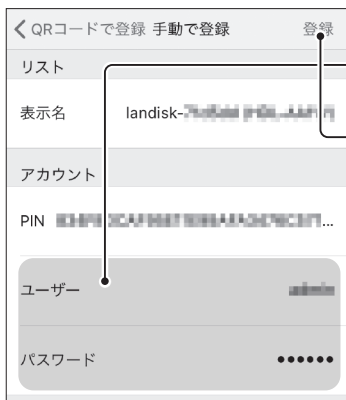 QRコードで登録 手動で登録 登録
リスト
表示名 landisk-
アカウント
PIN ...
ユーザー
パスワード ●●●●●●